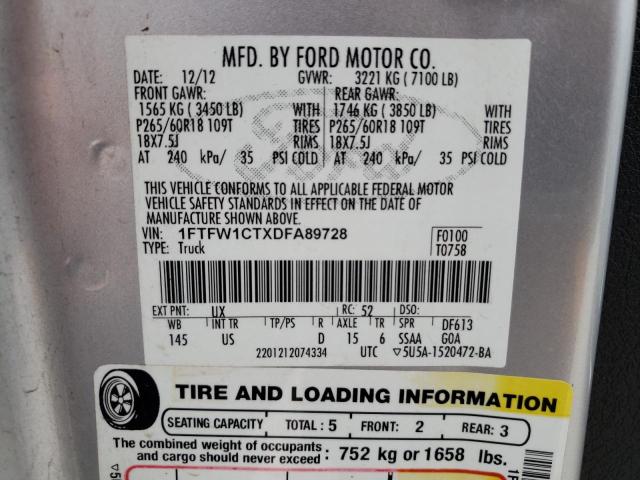 MFD. BY FORD MOTOR CO.
DATE: 12/12 GVWR: 3221 KG (7100 LB)
FRONT GAWR: REAR GAWR:
1565 KG (3450 LB) WITH 1746 KG (3850 LB) WITH
P265/60R18 109T TIRES P265/60R18 109T TIRES
18X7.5J RIMS 18X7.5J RIMS
AT 240 kPa/ 35 PSI COLD AT 240 kPa/ 35 PSI COLD
THIS VEHICLE CONFORMS TO ALL APPLICABLE FEDERAL MOTOR
VEHICLE SAFETY STANDARDS IN EFFECT ON THE DATE OF
MANUFACTURE SHOWN ABOVE.
VIN: 1FTFW1CTXDFA89728 F0100
TYPE: Truck T0758
EXT PNT: UX RC: 52 DSO:
WB INT TR TP/PS R AXLE TR SPR DF613
145 US D 15 6 SSAA GOA
2201212074334 UTC ▽5U5A-1520472-BA
TIRE AND LOADING INFORMATION
SEATING CAPACITY TOTAL: 5 FRONT: 2 REAR: 3
The combined weight of occupants
and cargo should never exceed: 752 kg or 1658 lbs.